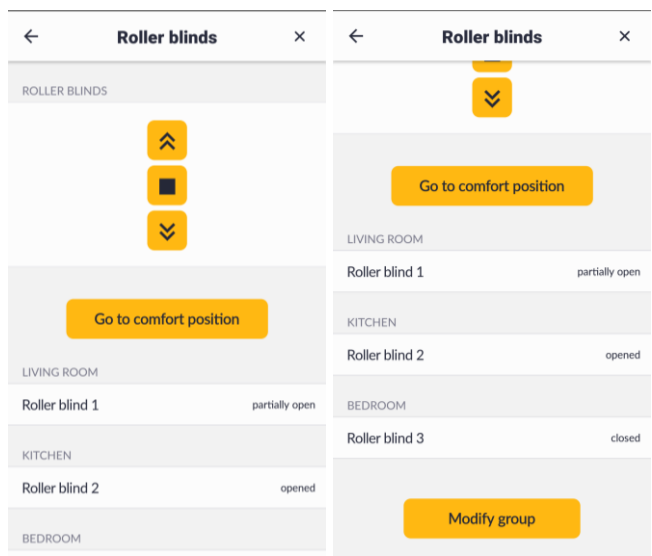 Roller blinds
ROLLER BLINDS
Go to comfort position
LIVING ROOM
Roller blind 1 partially open
KITCHEN
Roller blind 2 opened
BEDROOM
Roller blinds
Go to comfort position
LIVING ROOM
Roller blind 1 partially open
KITCHEN
Roller blind 2 opened
BEDROOM
Roller blind 3 closed
Modify group